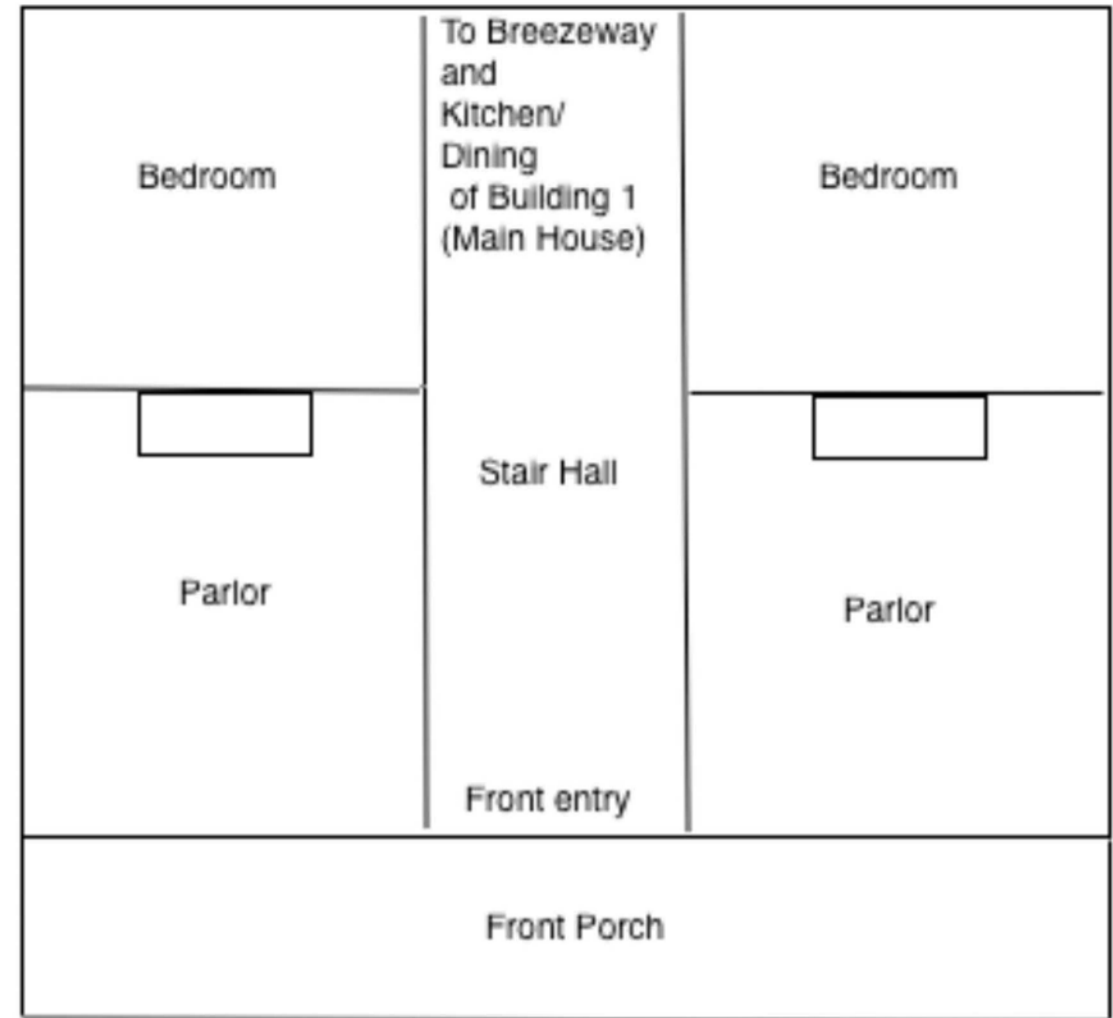 To Breezeway
and
Kitchen/
Dining
of Building 1
(Main House)
Bedroom
Bedroom
Stair Hall
Parlor
Parlor
Front entry
Front Porch